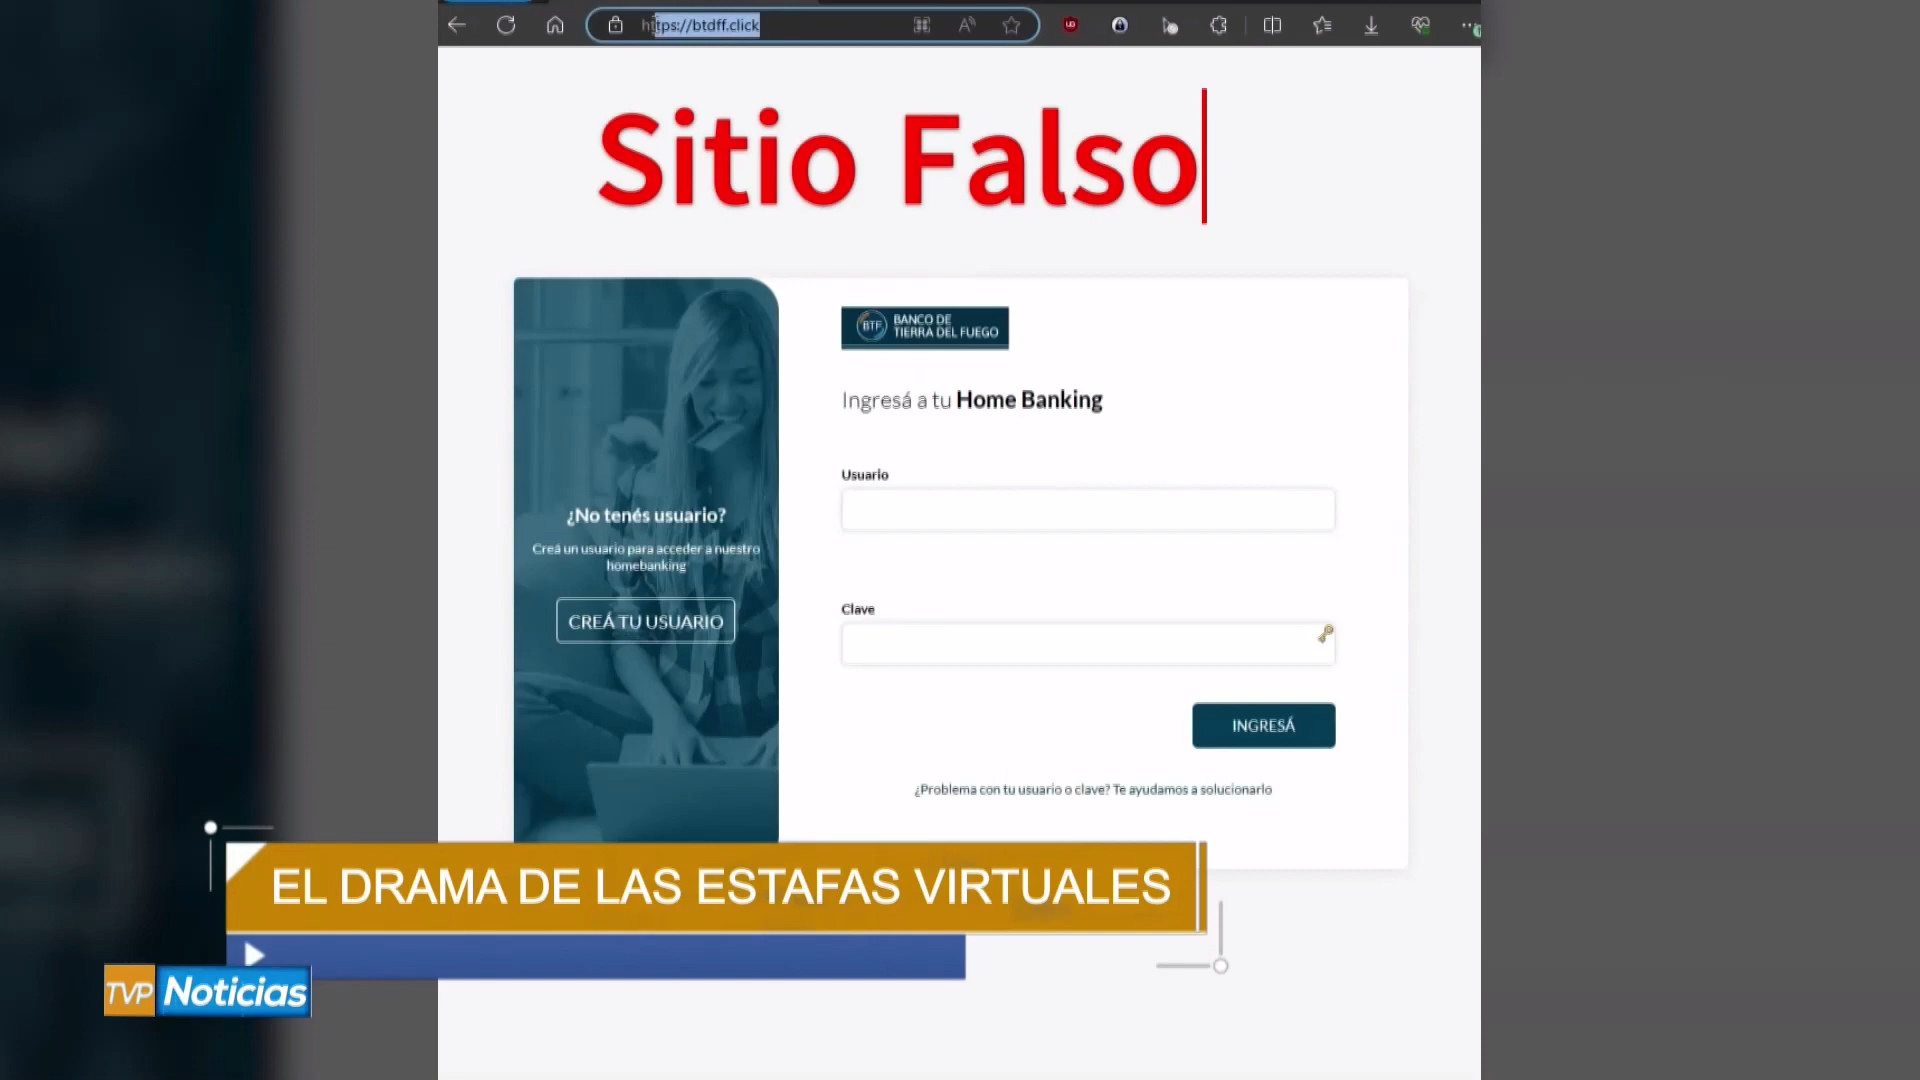 https://btdff.click
Sitio Falso
BTF BANCO DE
TIERRA DEL FUEGO
Ingresá a tu Home Banking
Usuario
¿No tenés usuario?
Creá un usuario para acceder a nuestro
homebanking
CREÁ TU USUARIO
Clave
INGRESÁ
¿Problema con tu usuario o clave? Te ayudamos a solucionarlo
EL DRAMA DE LAS ESTAFAS VIRTUALES
TVP Noticias